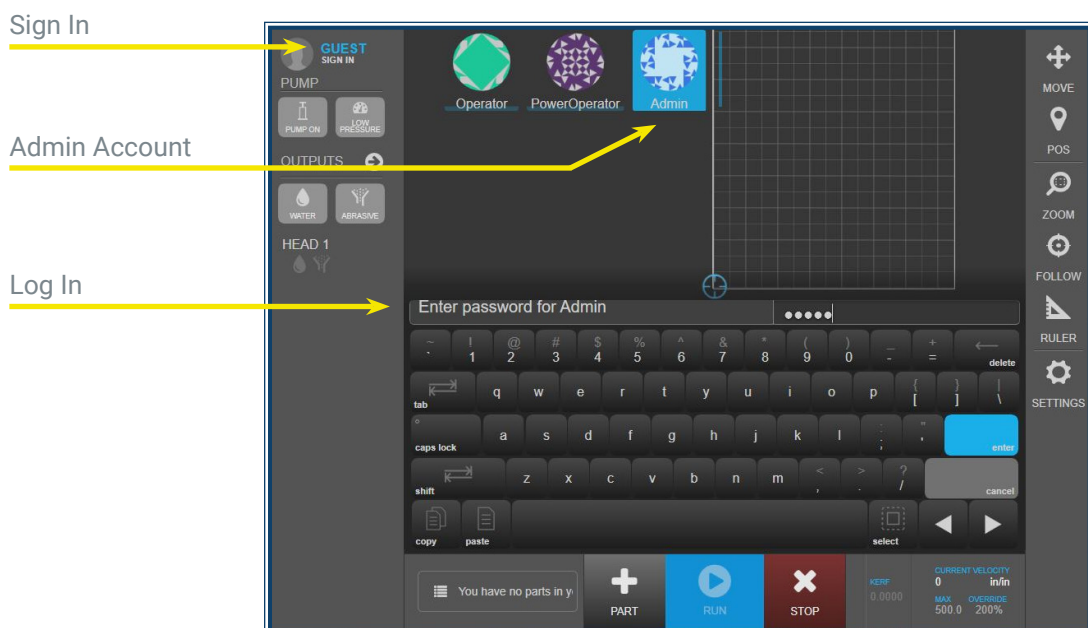 Sign In
Admin Account
Log In
GUEST
SIGN IN
PUMP
PUMP ON
LOW
PRESSURE
OUTPUTS
WATER
ABRASIVE
HEAD 1
Operator PowerOperator Admin
MOVE
POS
ZOOM
FOLLOW
RULER
SETTINGS
Enter password for Admin •••••
~ ! @ # $ % ^ & * ( ) _ +
` 1 2 3 4 5 6 7 8 9 0 - = delete
{ } |
tab q w e r t y u i o p [ ] \
: "
caps lock a s d f g h j k l ; ' enter
< > ?
shift z x c v b n m , . / cancel
copy paste select
You have no parts in y
PART
RUN
STOP
KERF
0.0000
CURRENT VELOCITY
0 in/in
MAX OVERRIDE
500.0 200%